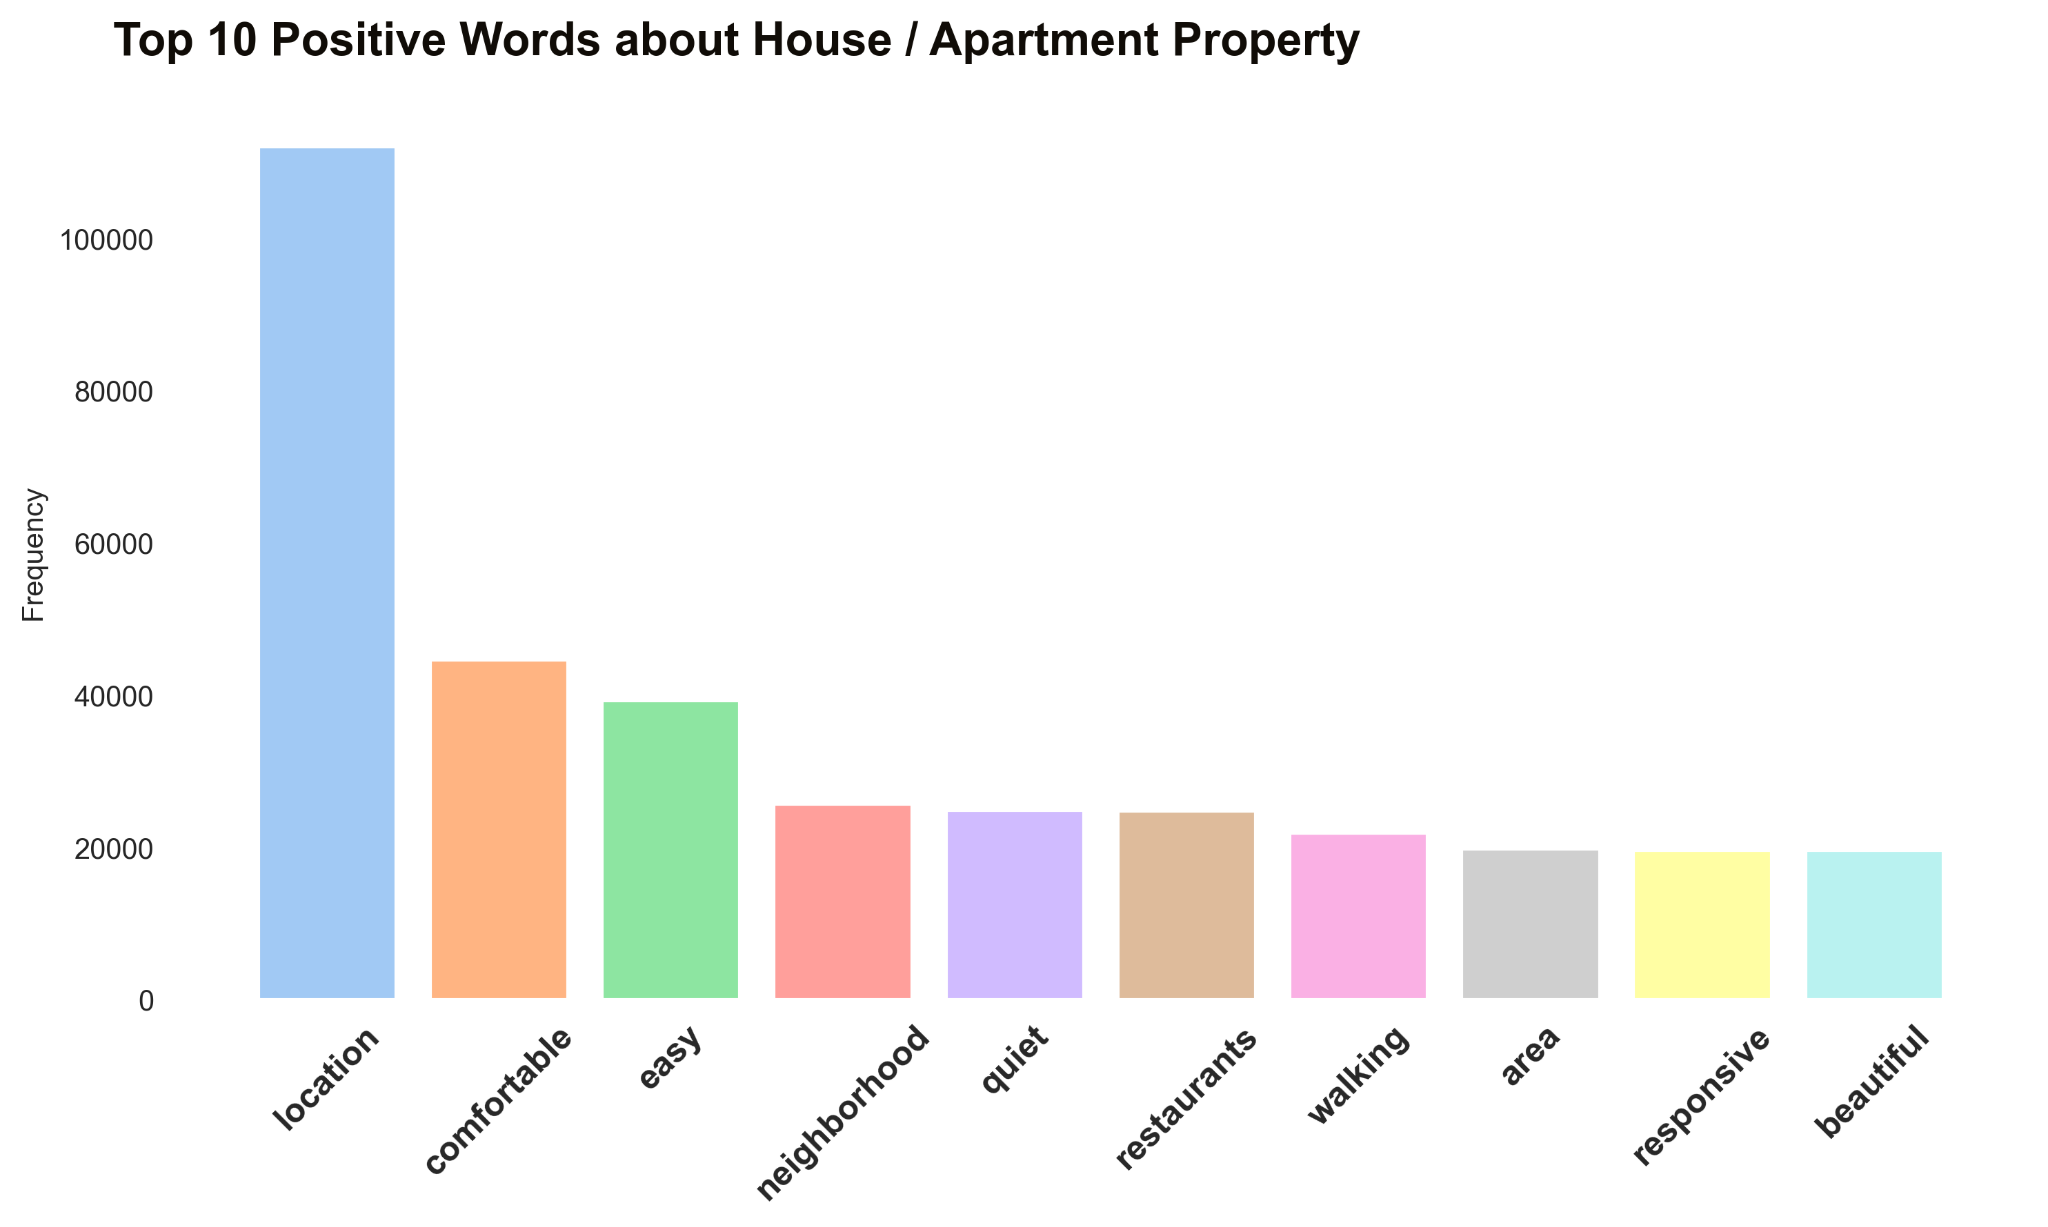 Top 10 Positive Words about House / Apartment Property
100000
80000
60000
40000
20000
0
Frequency
location
comfortable
easy
neighborhood
quiet
restaurants
walking
area
responsive
beautiful